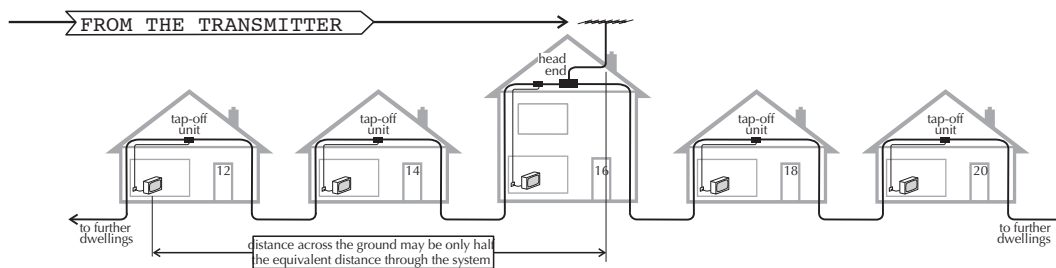 FROM THE TRANSMITTER
head
end
tap-off
unit
tap-off
unit
tap-off
unit
tap-off
unit
12
14
16
18
20
to further
dwellings
to further
dwellings
distance across the ground may be only half
the equivalent distance through the system